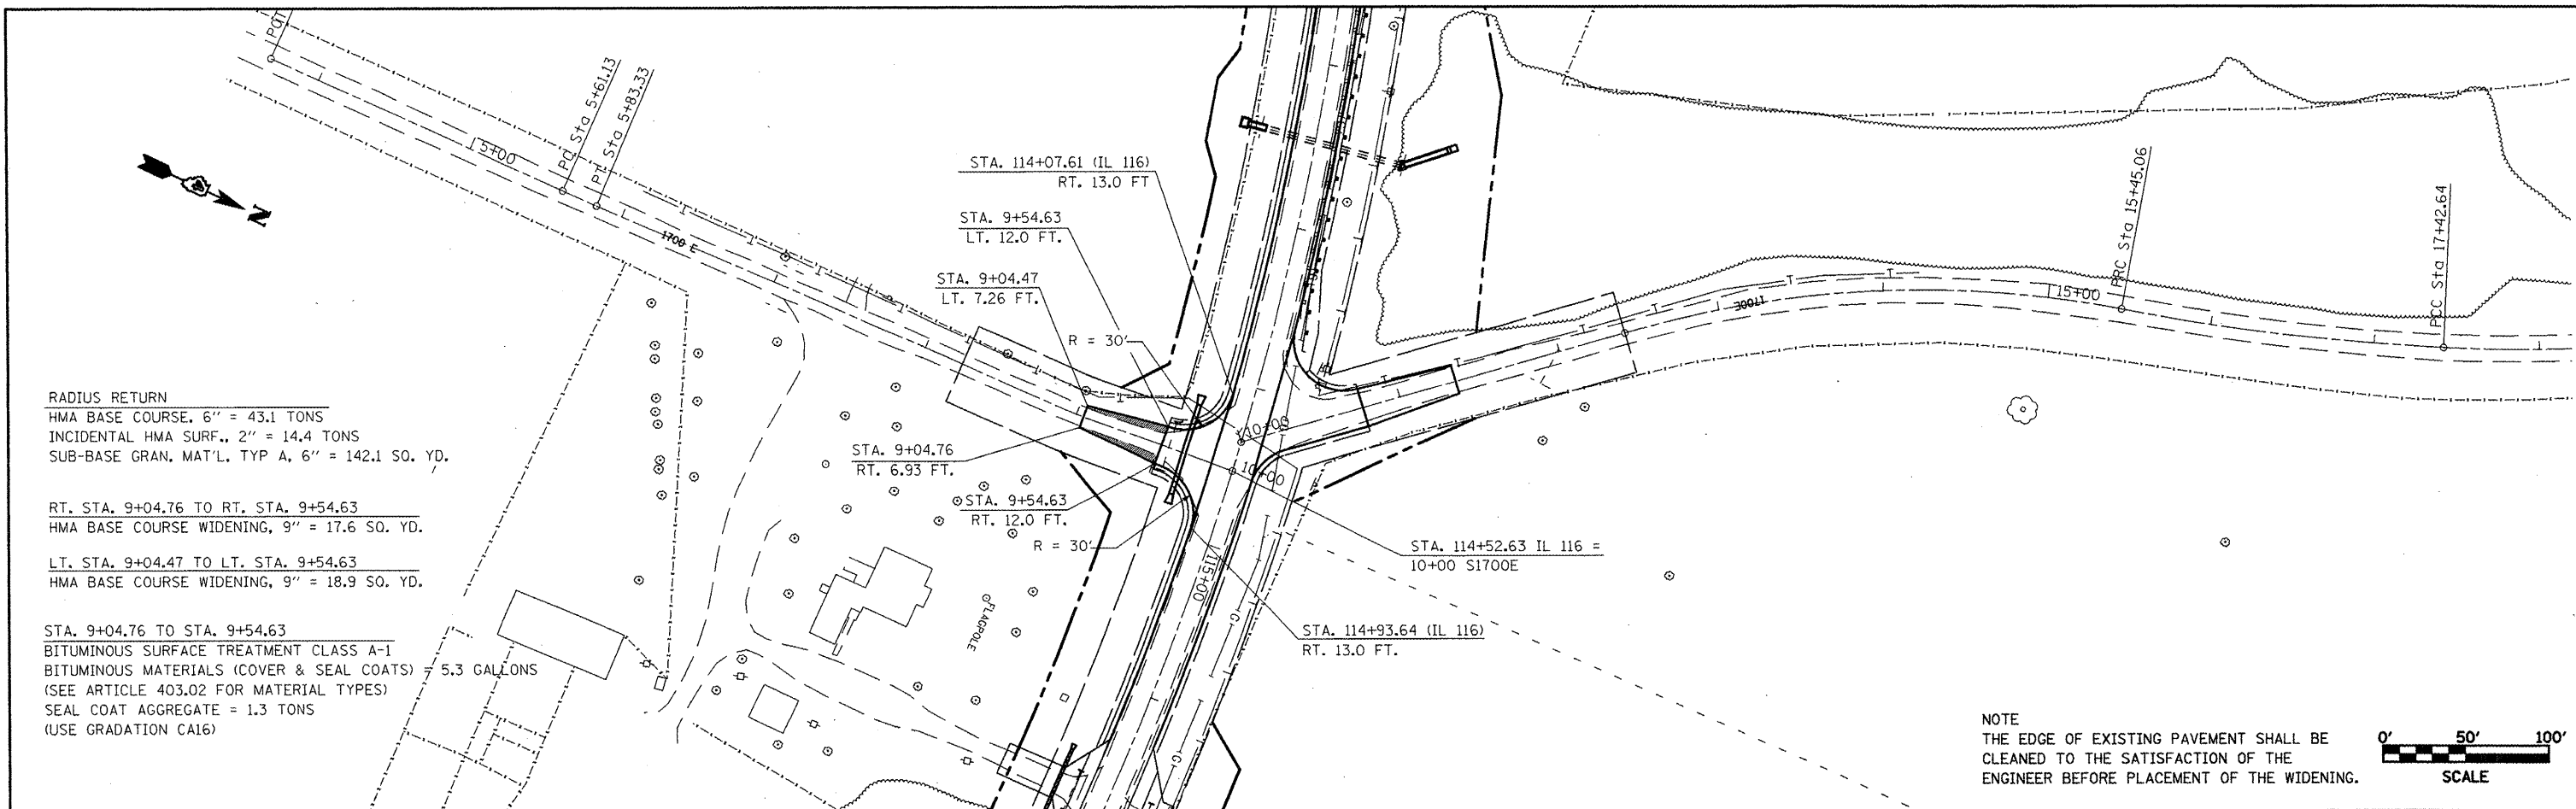 POT
PO Sta 5+61.13
PT Sta 5+83.33
5+00
1700 E
N
STA. 114+07.61 (IL 116)
RT. 13.0 FT
STA. 9+54.63
LT. 12.0 FT.
STA. 9+04.47
LT. 7.26 FT.
R = 30'
10+00
10+00
STA. 9+04.76
RT. 6.93 FT.
STA. 9+54.63
RT. 12.0 FT.
R = 30'
115+00
STA. 114+52.63 IL 116 =
10+00 S1700E
STA. 114+93.64 (IL 116)
RT. 13.0 FT.
FLAGPOLE
G
G
1700E
15+00
PRC Sta 15+45.06
PCC Sta 17+42.64
RADIUS RETURN
HMA BASE COURSE, 6" = 43.1 TONS
INCIDENTAL HMA SURF., 2" = 14.4 TONS
SUB-BASE GRAN. MAT'L. TYP A, 6" = 142.1 SQ. YD.
RT. STA. 9+04.76 TO RT. STA. 9+54.63
HMA BASE COURSE WIDENING, 9" = 17.6 SQ. YD.
LT. STA. 9+04.47 TO LT. STA. 9+54.63
HMA BASE COURSE WIDENING, 9" = 18.9 SQ. YD.
STA. 9+04.76 TO STA. 9+54.63
BITUMINOUS SURFACE TREATMENT CLASS A-1
BITUMINOUS MATERIALS (COVER & SEAL COATS) = 5.3 GALLONS
(SEE ARTICLE 403.02 FOR MATERIAL TYPES)
SEAL COAT AGGREGATE = 1.3 TONS
(USE GRADATION CA16)
NOTE
THE EDGE OF EXISTING PAVEMENT SHALL BE
CLEANED TO THE SATISFACTION OF THE
ENGINEER BEFORE PLACEMENT OF THE WIDENING.
0' 50' 100'
SCALE